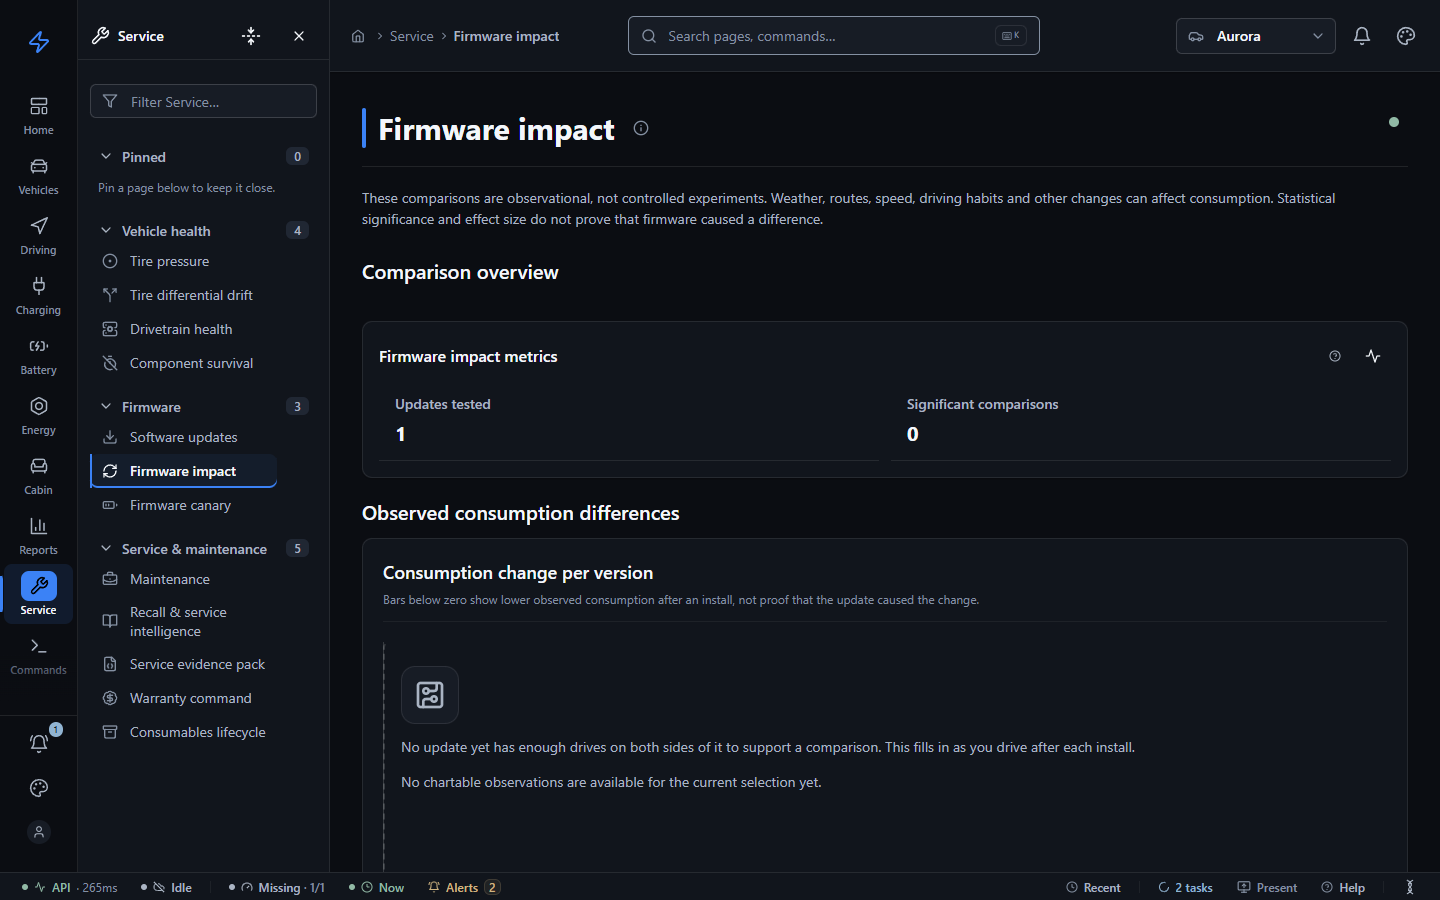 Service
Service
Firmware impact
Search pages, commands...
K
Aurora
Home
Vehicles
Driving
Charging
Battery
Energy
Cabin
Reports
Service
Commands
1
Filter Service...
Pinned
0
Pin a page below to keep it close.
Vehicle health
4
Tire pressure
Tire differential drift
Drivetrain health
Component survival
Firmware
3
Software updates
Firmware impact
Firmware canary
Service & maintenance
5
Maintenance
Recall & service
intelligence
Service evidence pack
Warranty command
Consumables lifecycle
Firmware impact
These comparisons are observational, not controlled experiments. Weather, routes, speed, driving habits and other changes can affect consumption. Statistical
significance and effect size do not prove that firmware caused a difference.
Comparison overview
Firmware impact metrics
Updates tested
1
Significant comparisons
0
Observed consumption differences
Consumption change per version
Bars below zero show lower observed consumption after an install, not proof that the update caused the change.
No update yet has enough drives on both sides of it to support a comparison. This fills in as you drive after each install.
No chartable observations are available for the current selection yet.
API · 265ms
Idle
Missing · 1/1
Now
Alerts 2
Recent
2 tasks
Present
Help